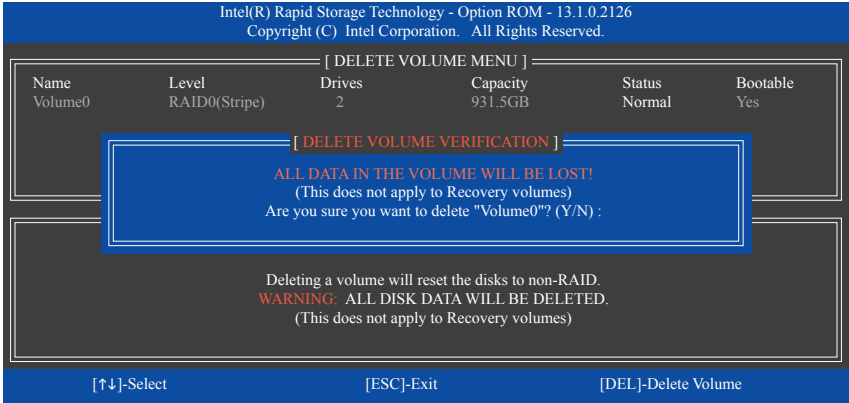 Intel(R) Rapid Storage Technology - Option ROM - 13.1.0.2126
Copyright (C) Intel Corporation. All Rights Reserved.
[ DELETE VOLUME MENU ]
Name Level Drives Capacity Status Bootable
Volume0 RAID0(Stripe) 2 931.5GB Normal Yes
[ DELETE VOLUME VERIFICATION ]
ALL DATA IN THE VOLUME WILL BE LOST!
(This does not apply to Recovery volumes)
Are you sure you want to delete "Volume0"? (Y/N) :
Deleting a volume will reset the disks to non-RAID.
WARNING: ALL DISK DATA WILL BE DELETED.
(This does not apply to Recovery volumes)
[↑↓]-Select [ESC]-Exit [DEL]-Delete Volume